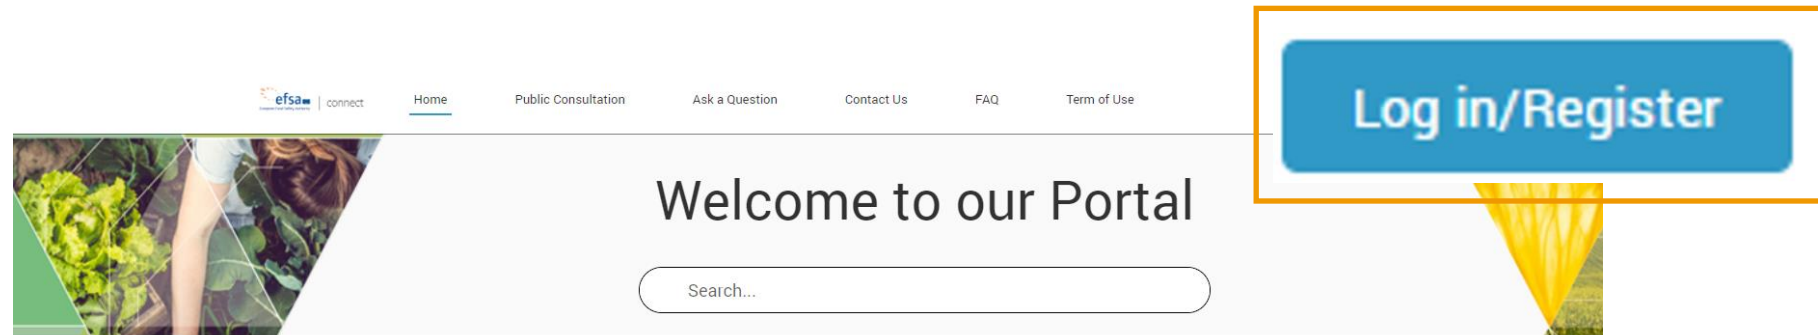 efsa | connect
Home
Public Consultation
Ask a Question
Contact Us
FAQ
Term of Use
Log in/Register
Welcome to our Portal
Search...